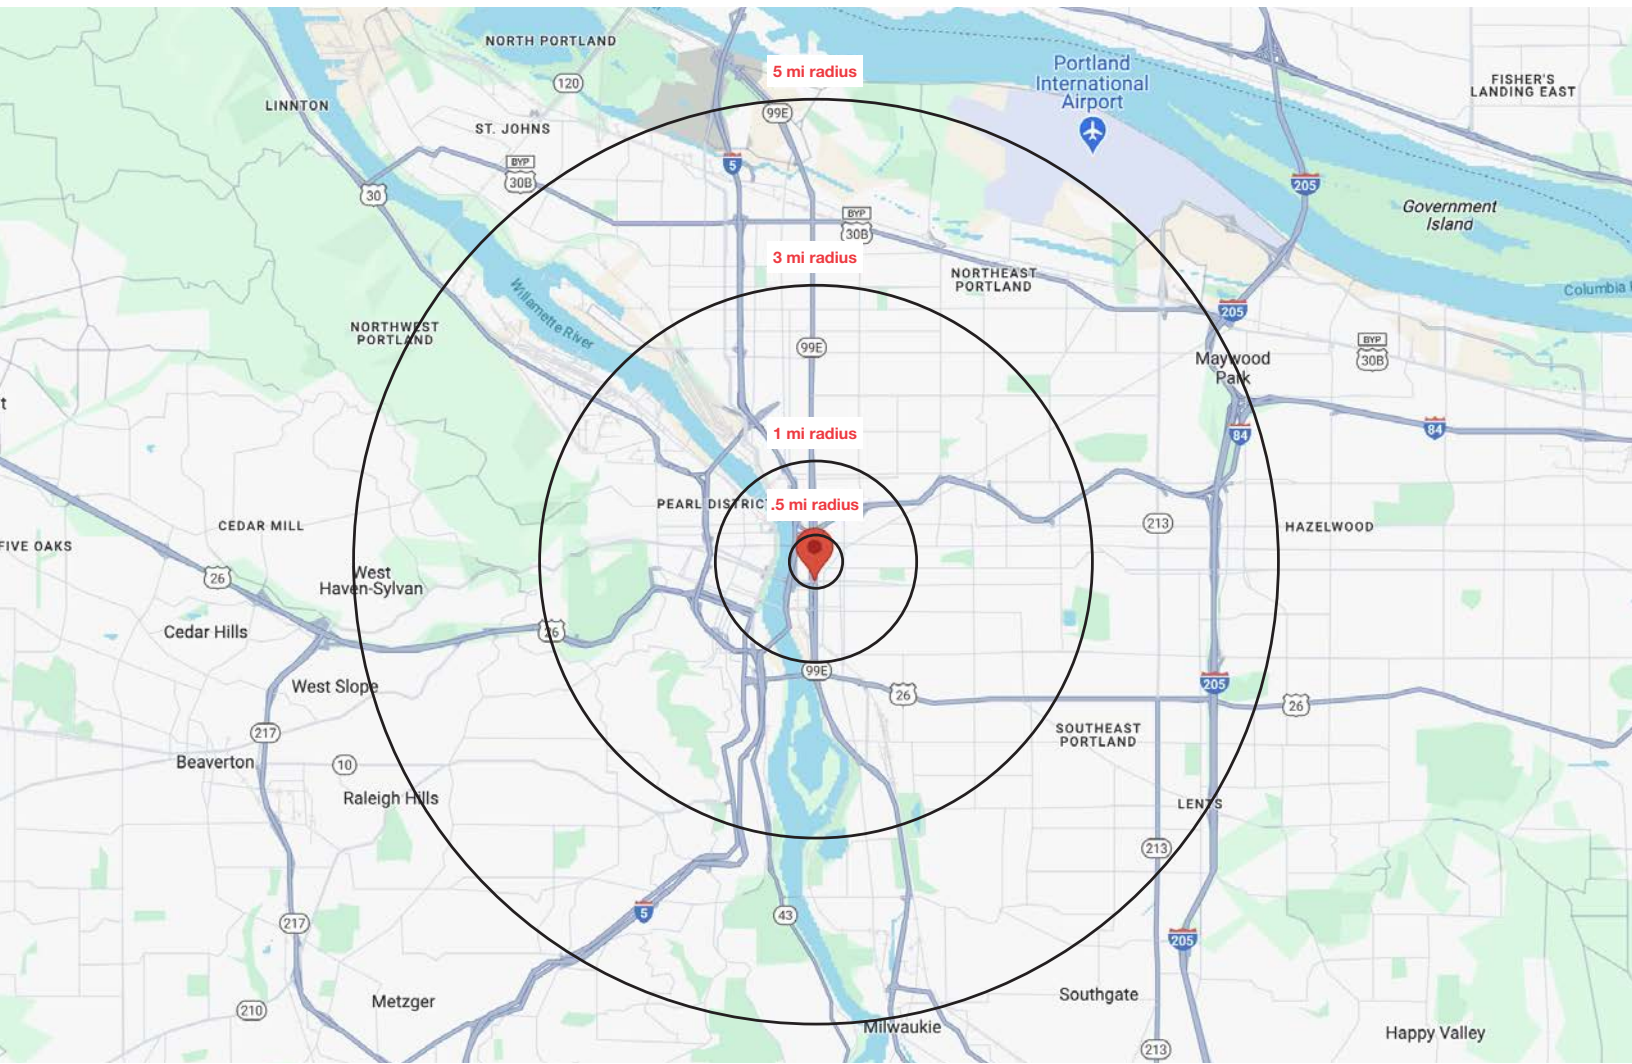 NORTH PORTLAND
5 mi radius
Portland
International
Airport
FISHER'S
LANDING EAST
120
LINNTON
99E
ST. JOHNS
5
BYP
30B
205
30
Government
Island
BYP
30B
3 mi radius
NORTHEAST
PORTLAND
Columbia
Willamette River
205
NORTHWEST
PORTLAND
99E
BYP
30B
Maywood
Park
t
1 mi radius
84
84
PEARL DISTRIC
.5 mi radius
213
HAZELWOOD
CEDAR MILL
FIVE OAKS
26
West
Haven-Sylvan
Cedar Hills
26
99E
West Slope
26
205
26
217
SOUTHEAST
PORTLAND
Beaverton
10
Raleigh Hills
LENTS
213
5
43
217
205
Metzger
210
Southgate
Milwaukie
Happy Valley
213